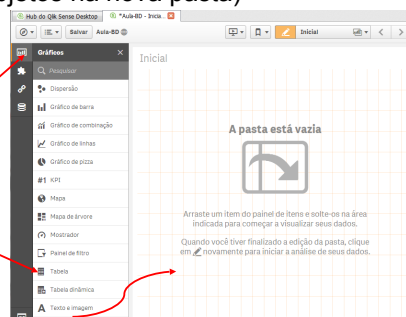 jetos na nova pasta)
Hub do Qlik Sense Desktop
*Aula-BD - Inicia...
Salvar
Aula-BD
Inicial
Gráficos
Inicial
Pesquisar
Dispersão
Gráfico de barra
Gráfico de combinação
Gráfico de linhas
Gráfico de pizza
#1 KPI
Mapa
Mapa de árvore
Mostrador
Painel de filtro
Tabela
Tabela dinâmica
A Texto e imagem
A pasta está vazia
Arraste um item do painel de itens e solte-os na área
indicada para começar a visualizar seus dados.
Quando você tiver finalizado a edição da pasta, clique
em novamente para iniciar a análise de seus dados.